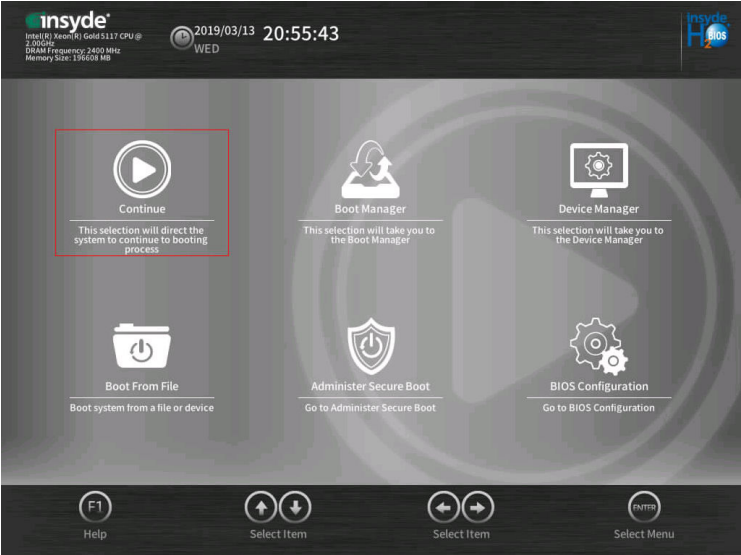 insyde
Intel(R) Xeon(R) Gold 5117 CPU @
2.00GHz
DRAM Frequency: 2400 MHz
Memory Size: 196608 MB
2019/03/13
WED
20:55:43
insyde
H2BIOS
Continue
This selection will direct the
system to continue to booting
process
Boot Manager
This selection will take you to
the Boot Manager
Device Manager
This selection will take you to
the Device Manager
Boot From File
Boot system from a file or device
Administer Secure Boot
Go to Administer Secure Boot
BIOS Configuration
Go to BIOS Configuration
F1
Help
Select Item
Select Item
ENTER
Select Menu